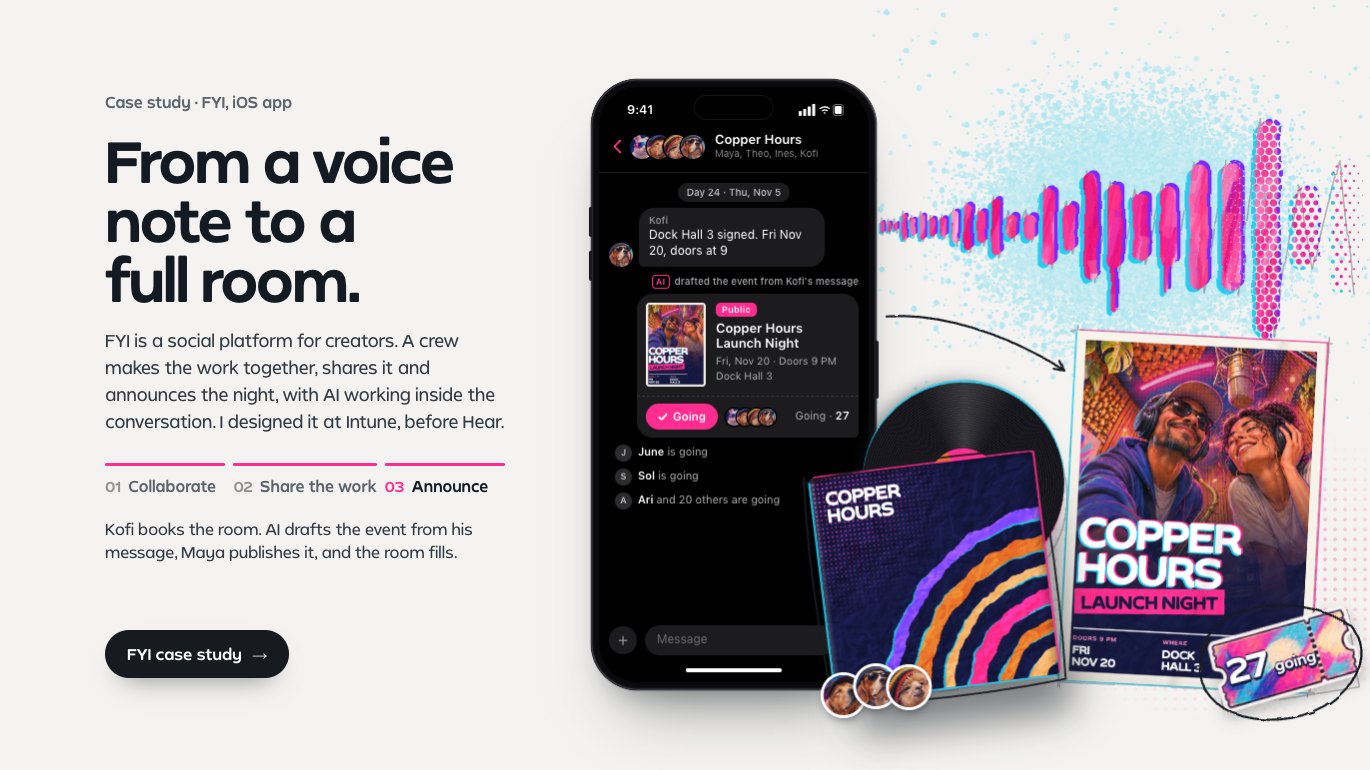 Case study · FYI, iOS app
From a voice
note to a
full room.
FYI is a social platform for creators. A crew
makes the work together, shares it and
announces the night, with AI working inside the
conversation. I designed it at Intune, before Hear.
01 Collaborate
02 Share the work
03 Announce
Kofi books the room. AI drafts the event from his
message, Maya publishes it, and the room fills.
FYI case study →
9:41
Copper Hours
Maya, Theo, Ines, Kofi
Day 24 · Thu, Nov 5
Kofi
Dock Hall 3 signed. Fri Nov
20, doors at 9
AI drafted the event from Kofi's message
COPPER
HOURS
LAUNCH NIGHT
Public
Copper Hours
Launch Night
Fri, Nov 20 · Doors 9 PM
Dock Hall 3
Going
Going · 27
J June is going
S Sol is going
A Ari and 20 others are going
Message
COPPER
HOURS
COPPER
HOURS
LAUNCH NIGHT
DOORS 9 PM
FRI
NOV 20
WHERE
DOCK
HALL 3
27 going